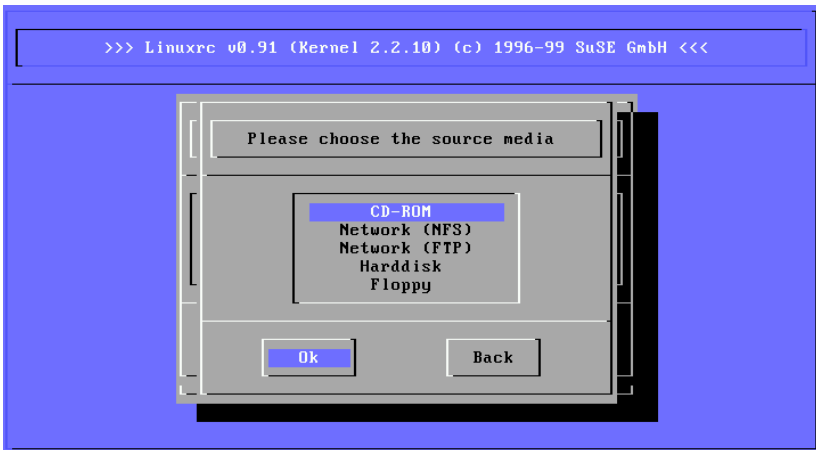 >>> Linuxrc v0.91 (Kernel 2.2.10) (c) 1996-99 SuSE GmbH <<<
Please choose the source media
CD-ROM
Network (NFS)
Network (FTP)
Harddisk
Floppy
Ok Back